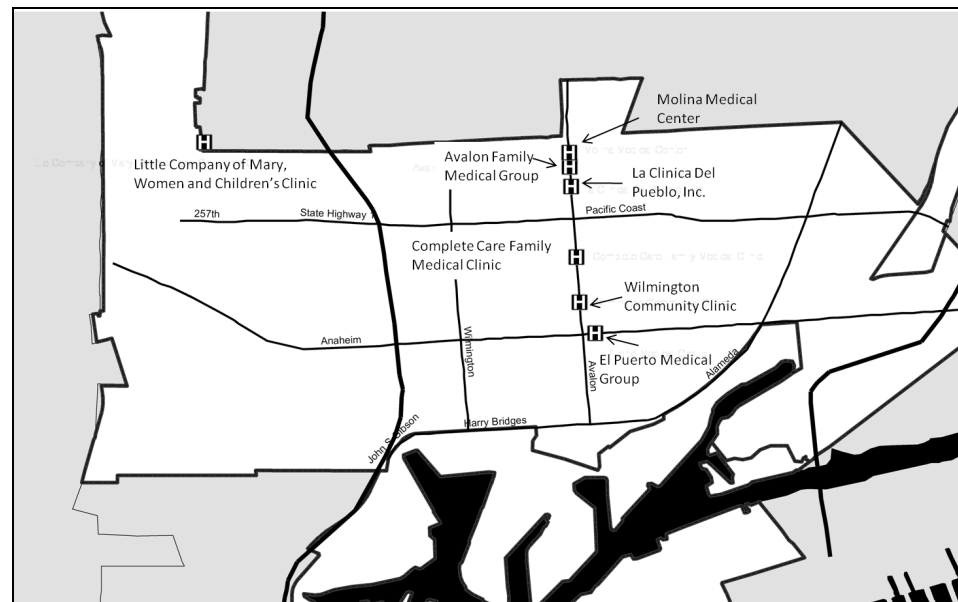 Molina Medical
Center
Avalon Family
Medical Group
Little Company of Mary,
Women and Children's Clinic
La Clinica Del
Pueblo, Inc.
257th
State Highway 1
Pacific Coast
Complete Care Family
Medical Clinic
Wilmington
Community Clinic
Anaheim
Wilmington
El Puerto Medical
Group
Avalon
Alameda
Harry Bridges
John S Gibson
H
H
H
H
H
H
H